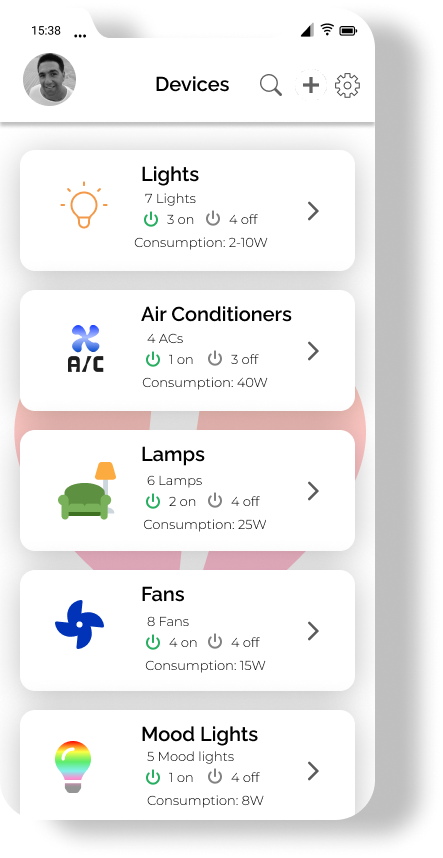 15:38 ...
Devices
Lights
7 Lights
3 on 4 off
Consumption: 2-10W
Air Conditioners
4 ACs
A/C
1 on 3 off
Consumption: 40W
Lamps
6 Lamps
2 on 4 off
Consumption: 25W
Fans
8 Fans
4 on 4 off
Consumption: 15W
Mood Lights
5 Mood lights
1 on 4 off
Consumption: 8W